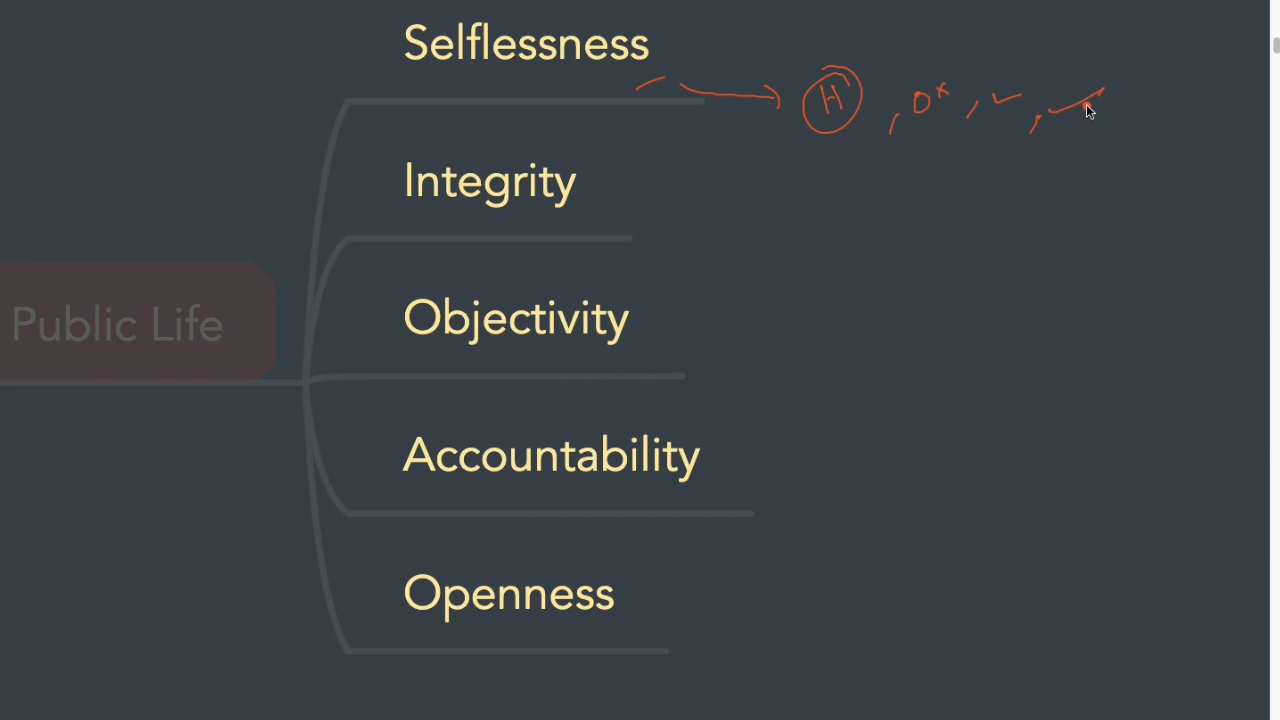 Selflessness
H
Integrity
Public Life
Objectivity
Accountability
Openness